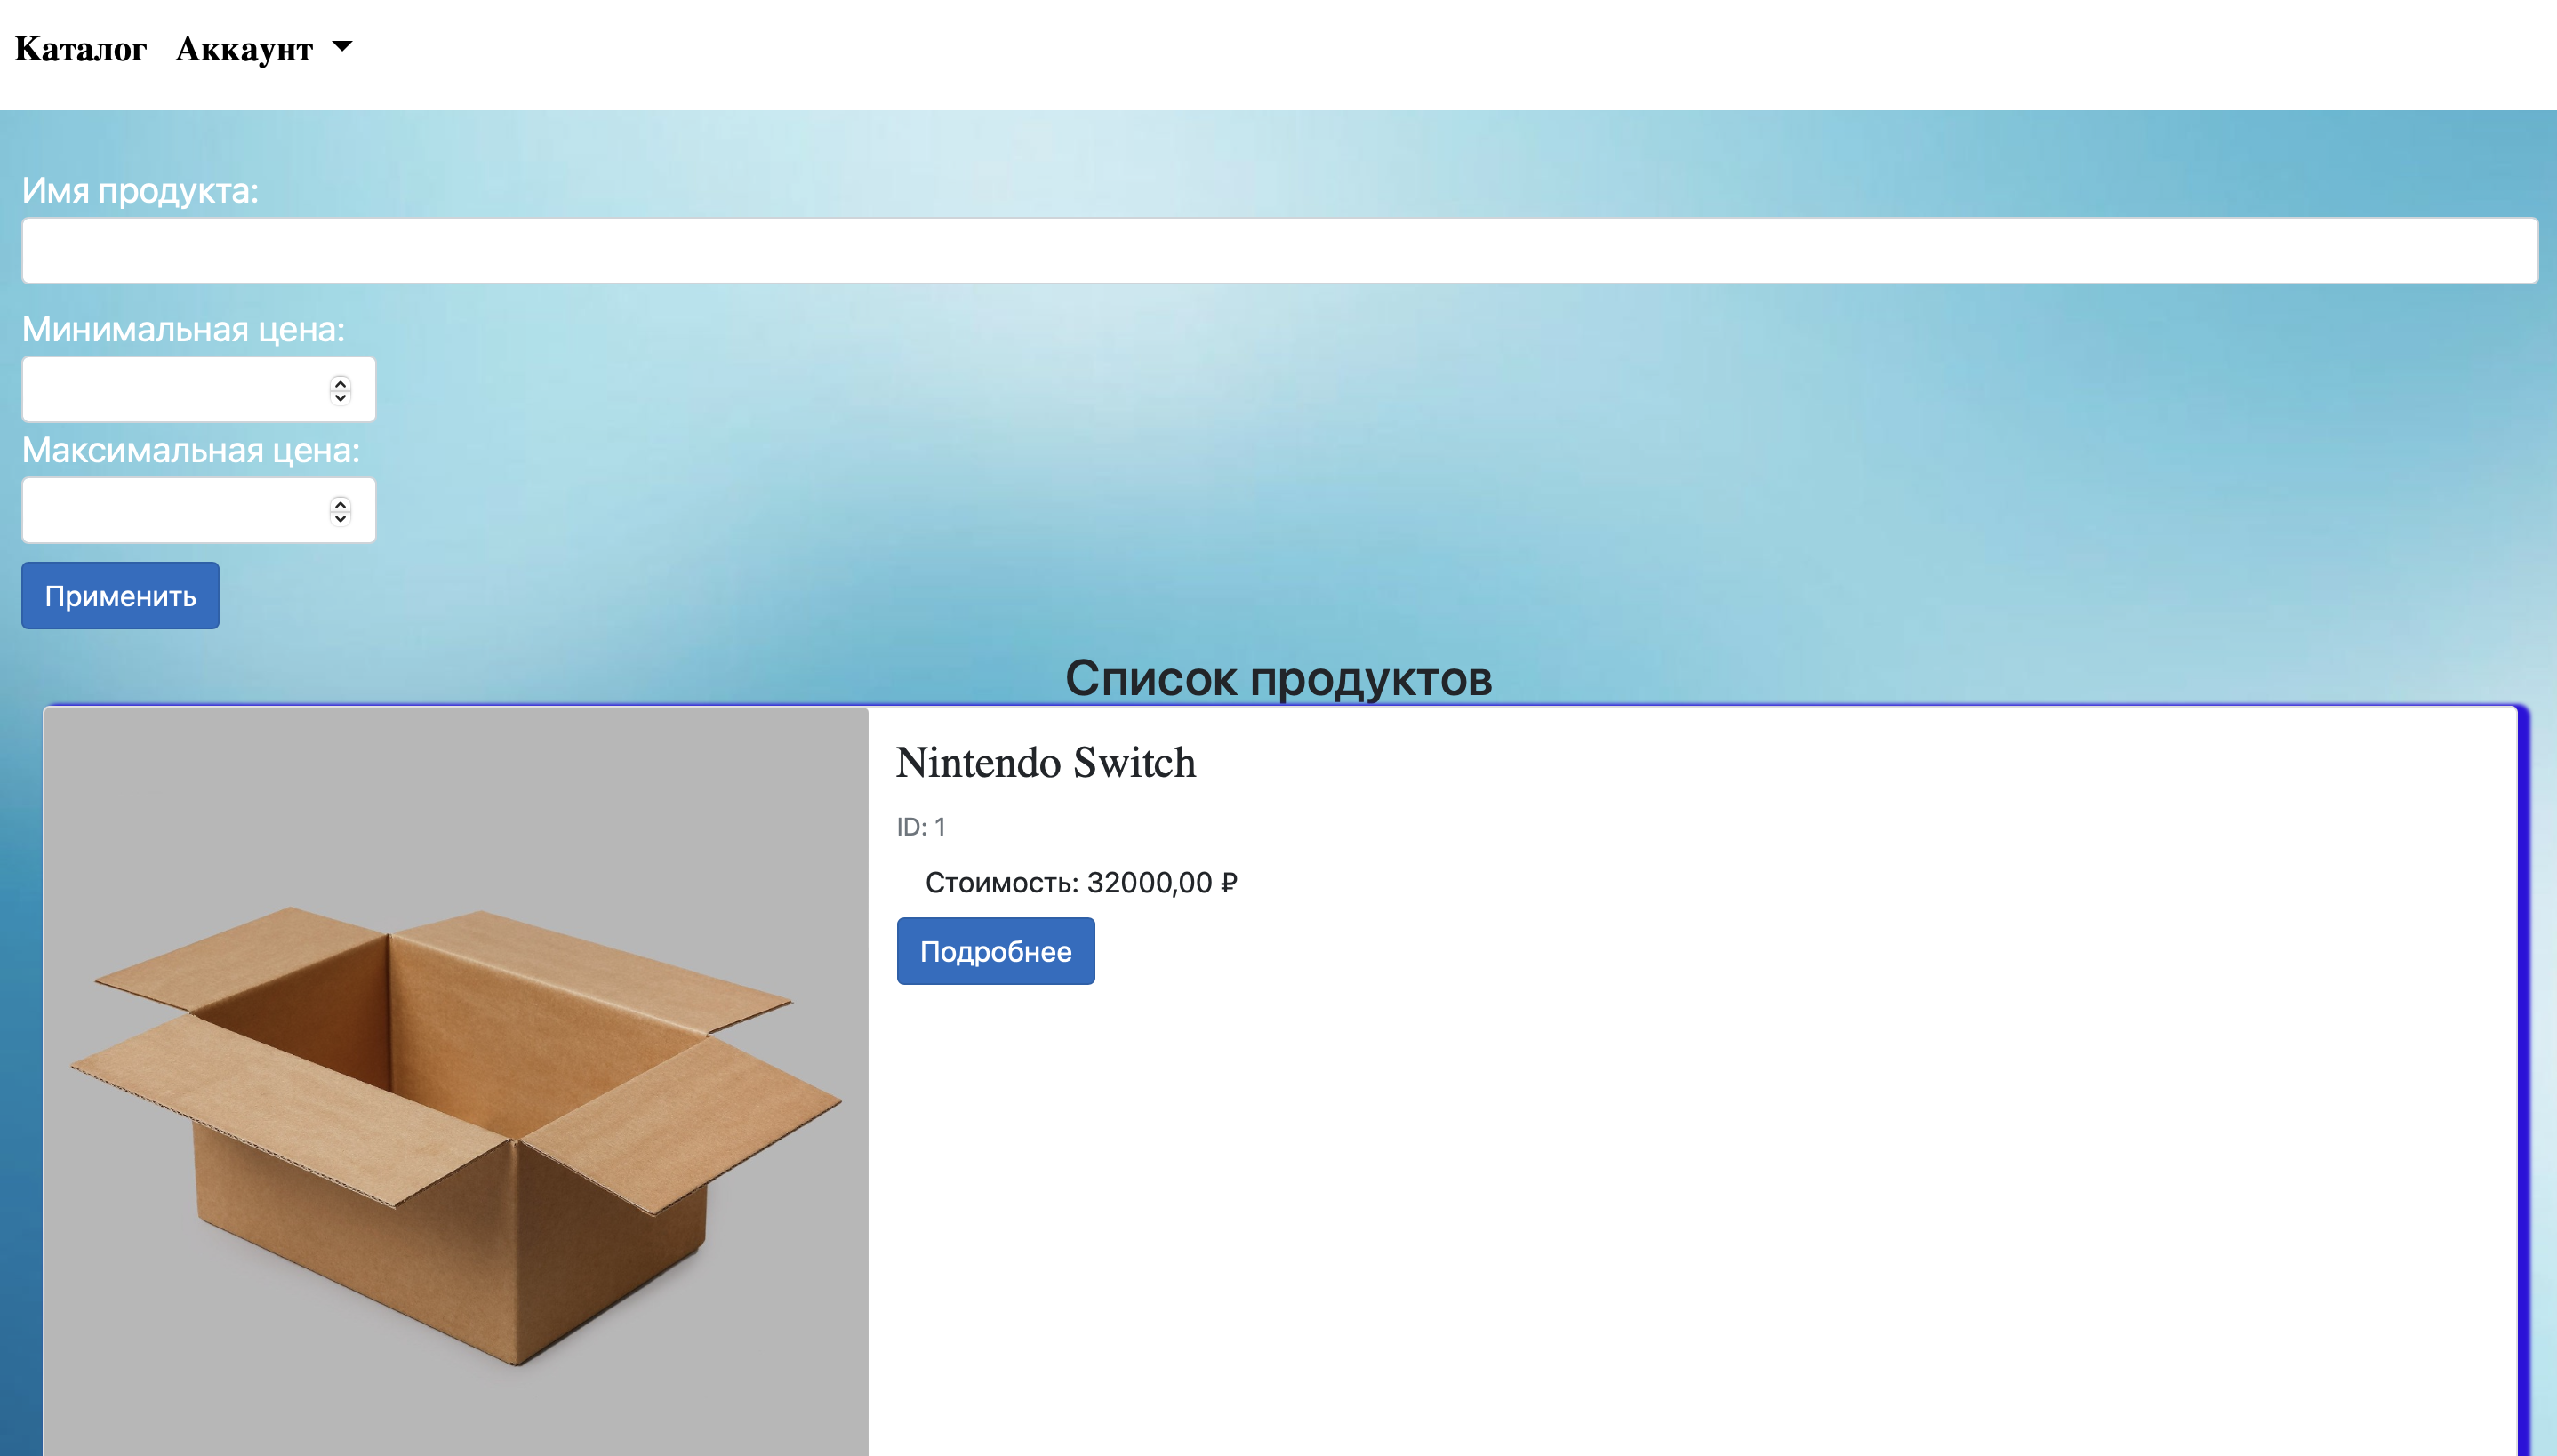 Каталог Аккаунт
Имя продукта:
Минимальная цена:
Максимальная цена:
Применить
Список продуктов
Nintendo Switch
ID: 1
Стоимость: 32000,00 ₽
Подробнее